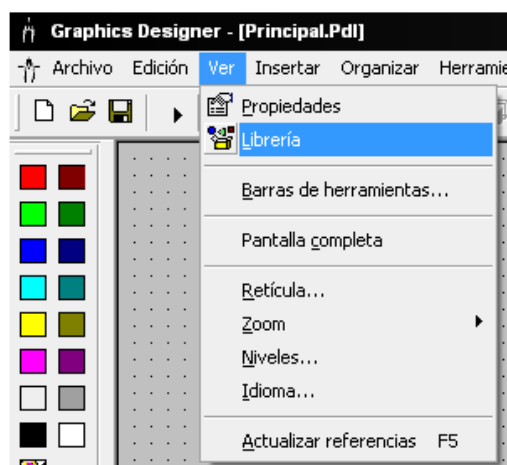 Graphics Designer - [Principal.Pdl]
Archivo Edición Ver Insertar Organizar
Propiedades
Librería
Barras de herramientas...
Pantalla completa
Retícula...
Zoom
Niveles...
Idioma...
Actualizar referencias F5